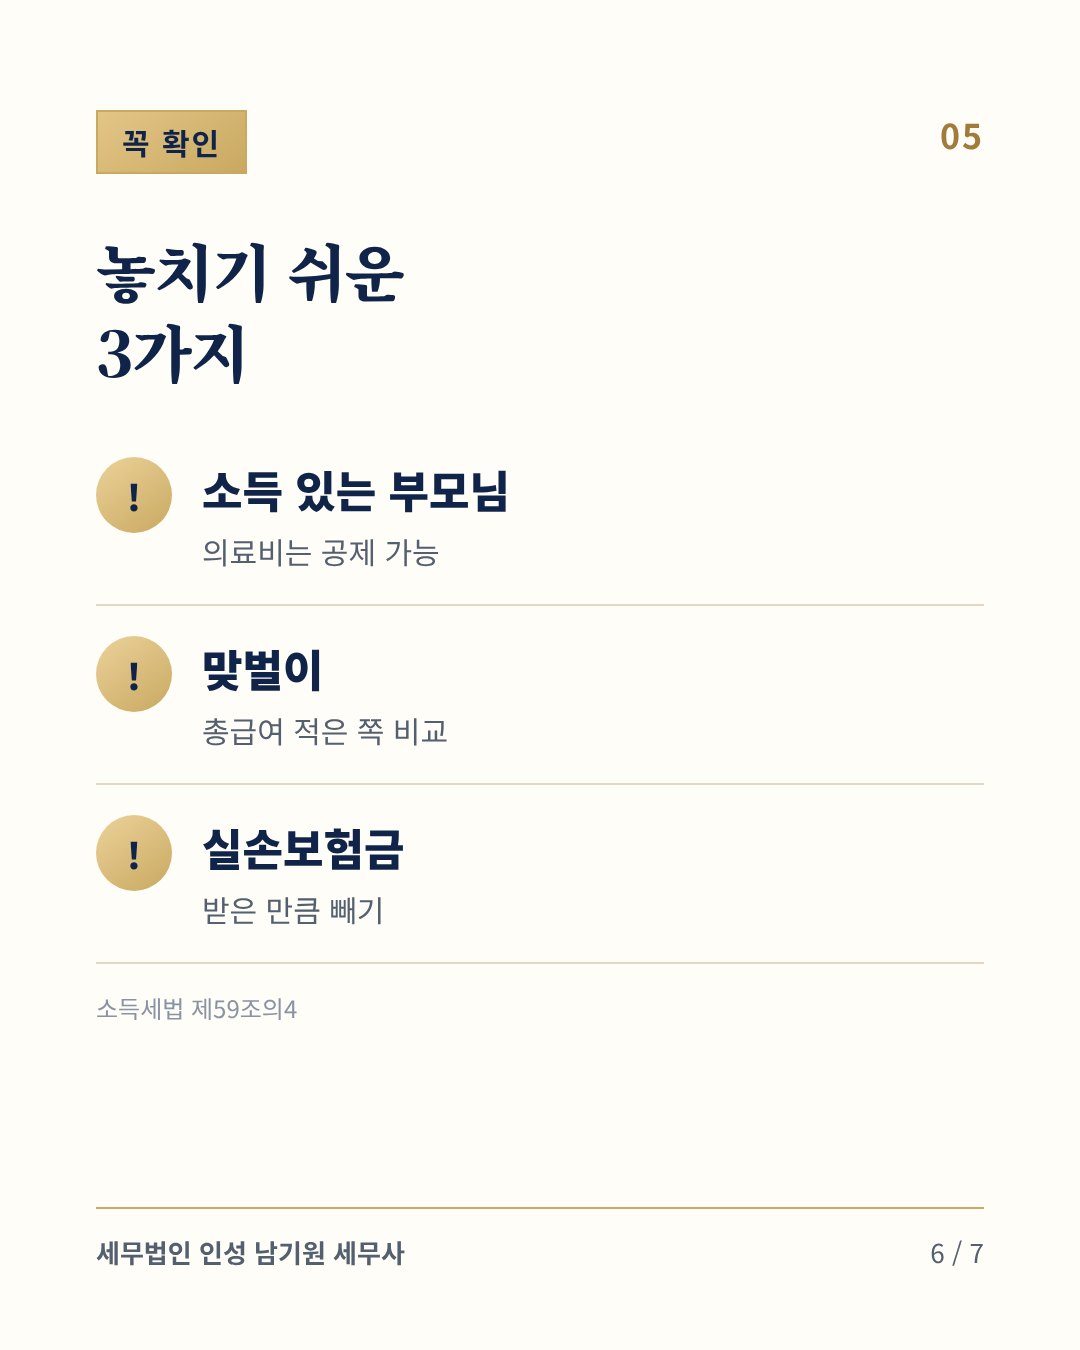 꼭 확인
05
놓치기 쉬운
3가지
!
소득 있는 부모님
의료비는 공제 가능
!
맞벌이
총급여 적은 쪽 비교
!
실손보험금
받은 만큼 빼기
소득세법 제59조의4
세무법인 인성 남기원 세무사
6 / 7